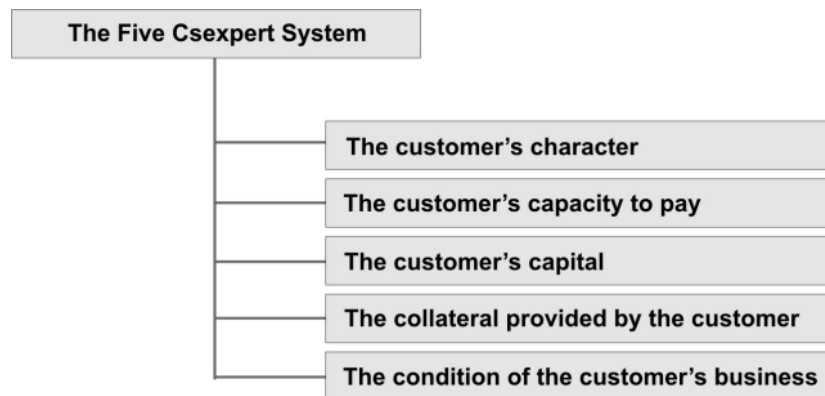 The Five Csexpert System
The customer’s character
The customer’s capacity to pay
The customer’s capital
The collateral provided by the customer
The condition of the customer’s business